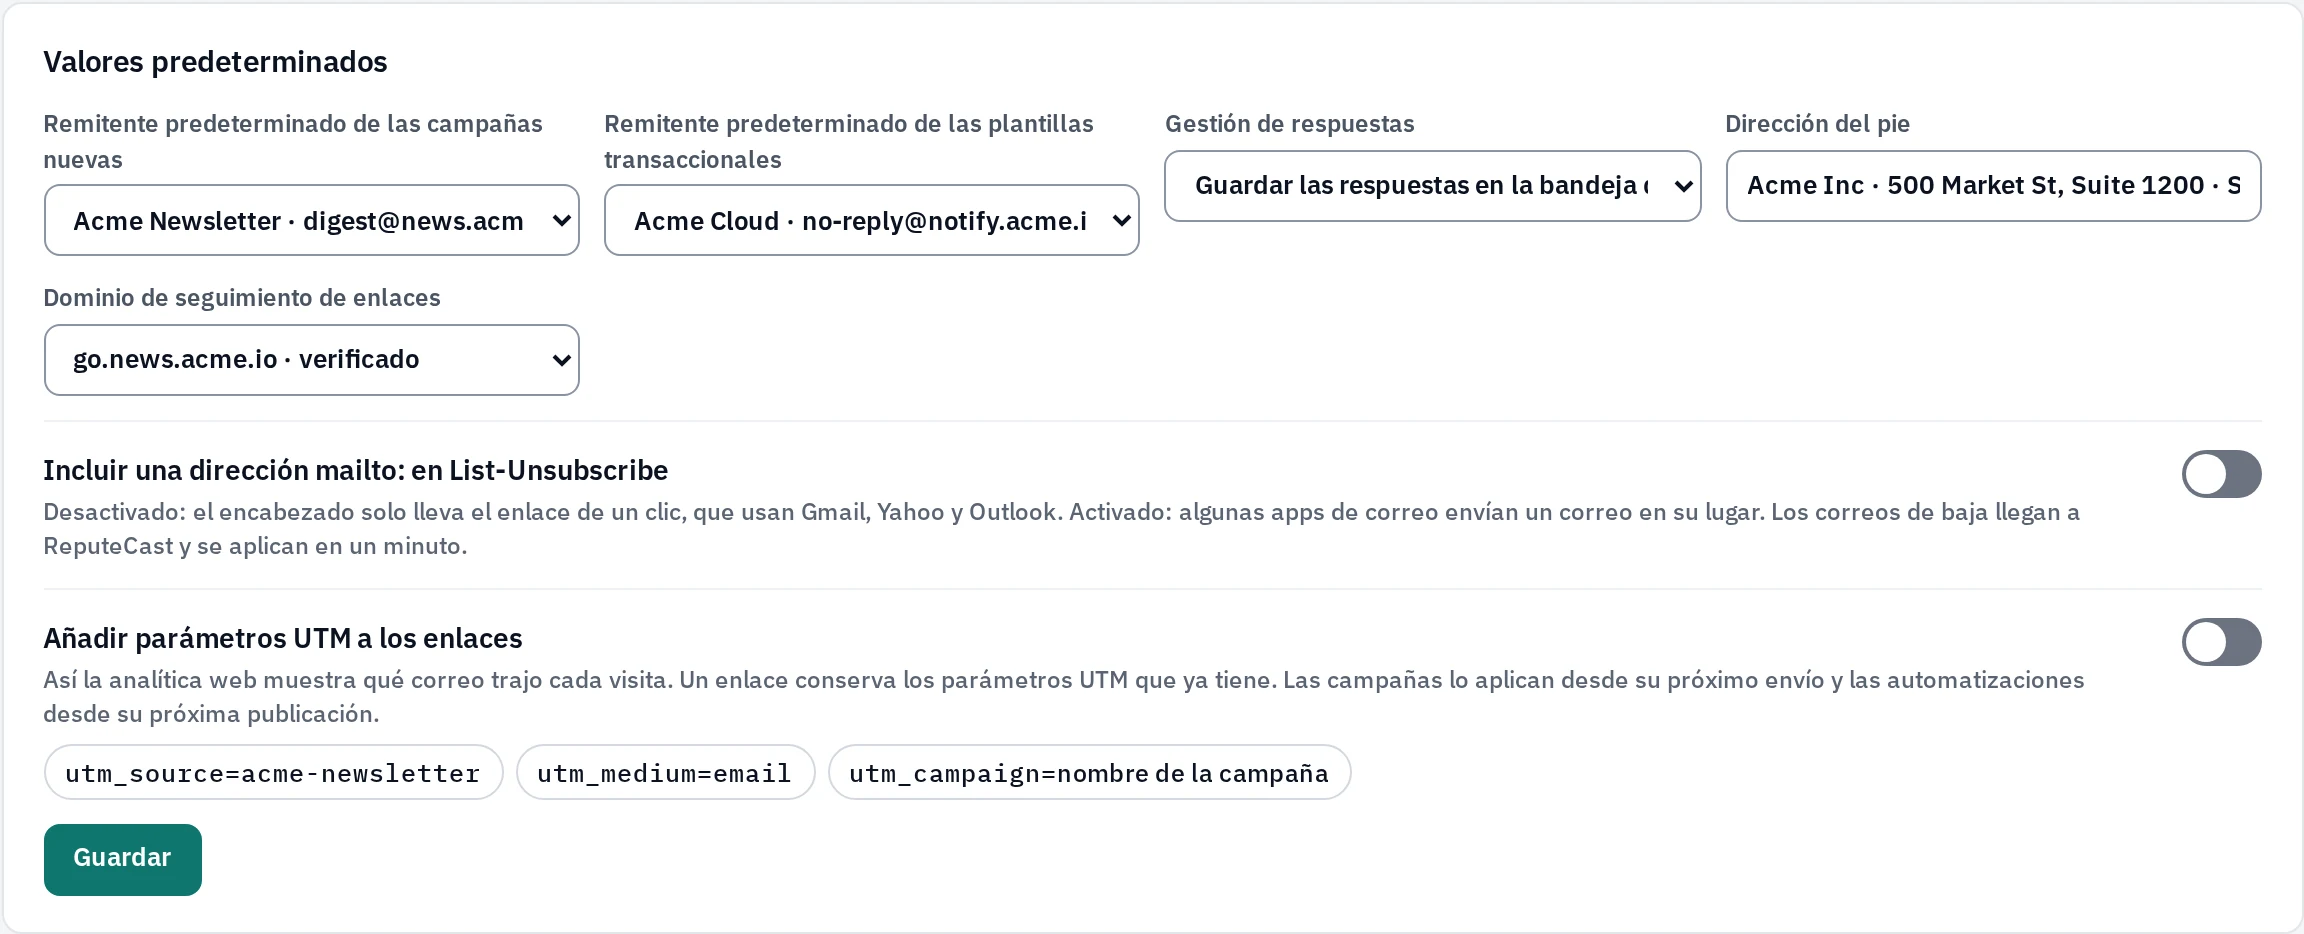 Valores predeterminados
Remitente predeterminado de las campañas
nuevas
Acme Newsletter · digest@news.acm
Remitente predeterminado de las plantillas
transaccionales
Acme Cloud · no-reply@notify.acme.i
Gestión de respuestas
Guardar las respuestas en la bandeja
Dirección del pie
Acme Inc · 500 Market St, Suite 1200 · S
Dominio de seguimiento de enlaces
go.news.acme.io · verificado
Incluir una dirección mailto: en List-Unsubscribe
Desactivado: el encabezado solo lleva el enlace de un clic, que usan Gmail, Yahoo y Outlook. Activado: algunas apps de correo envían un correo en su lugar. Los correos de baja llegan a
ReputeCast y se aplican en un minuto.
Añadir parámetros UTM a los enlaces
Así la analítica web muestra qué correo trajo cada visita. Un enlace conserva los parámetros UTM que ya tiene. Las campañas lo aplican desde su próximo envío y las automatizaciones
desde su próxima publicación.
utm_source=acme-newsletter
utm_medium=email
utm_campaign=nombre de la campaña
Guardar